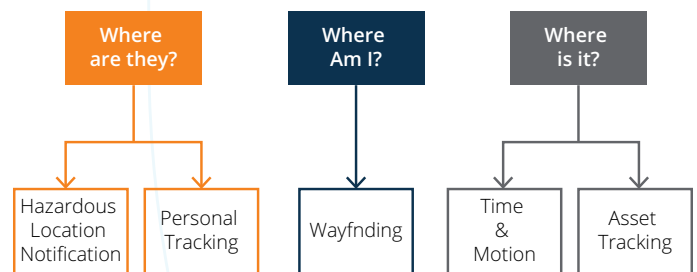 Where
are they?
Where
Am I?
Where
is it?
Hazardous
Location
Notification
Personal
Tracking
Wayfnding
Time
&
Motion
Asset
Tracking